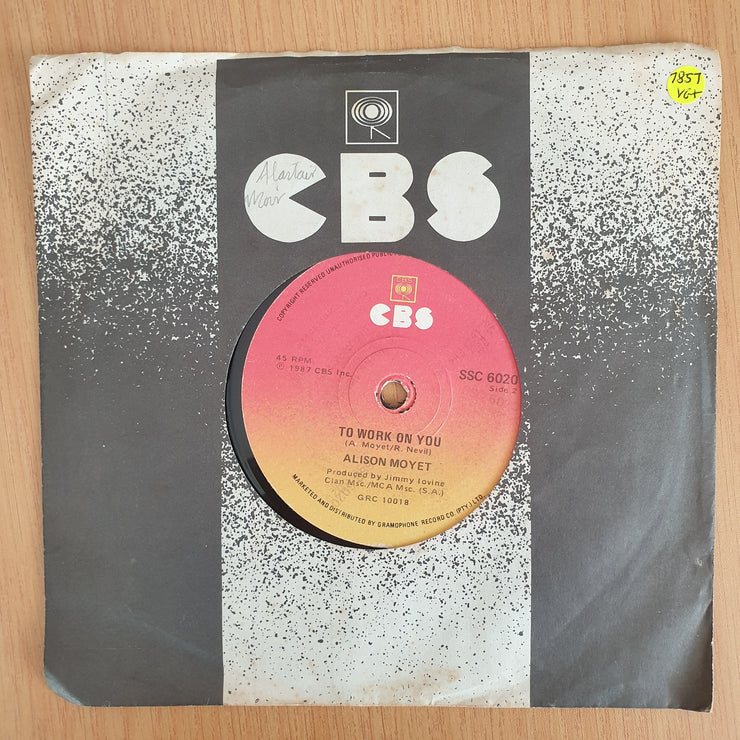 7857
VG+
CBS
Alastair
Moir
COPYRIGHT RESERVED UNAUTHORISED PUBLIC
CBS
CBS
45 RPM
℗ 1987 CBS Inc.
SSC 6020
Side 2
TO WORK ON YOU
(A. Moyet/R. Nevil)
ALISON MOYET
Produced by Jimmy Iovine
Clan Msc./MCA Msc. (S.A.)
GRC 10018
MARKETED AND DISTRIBUTED BY GRAMOPHONE RECORD CO. (PTY.) LTD.